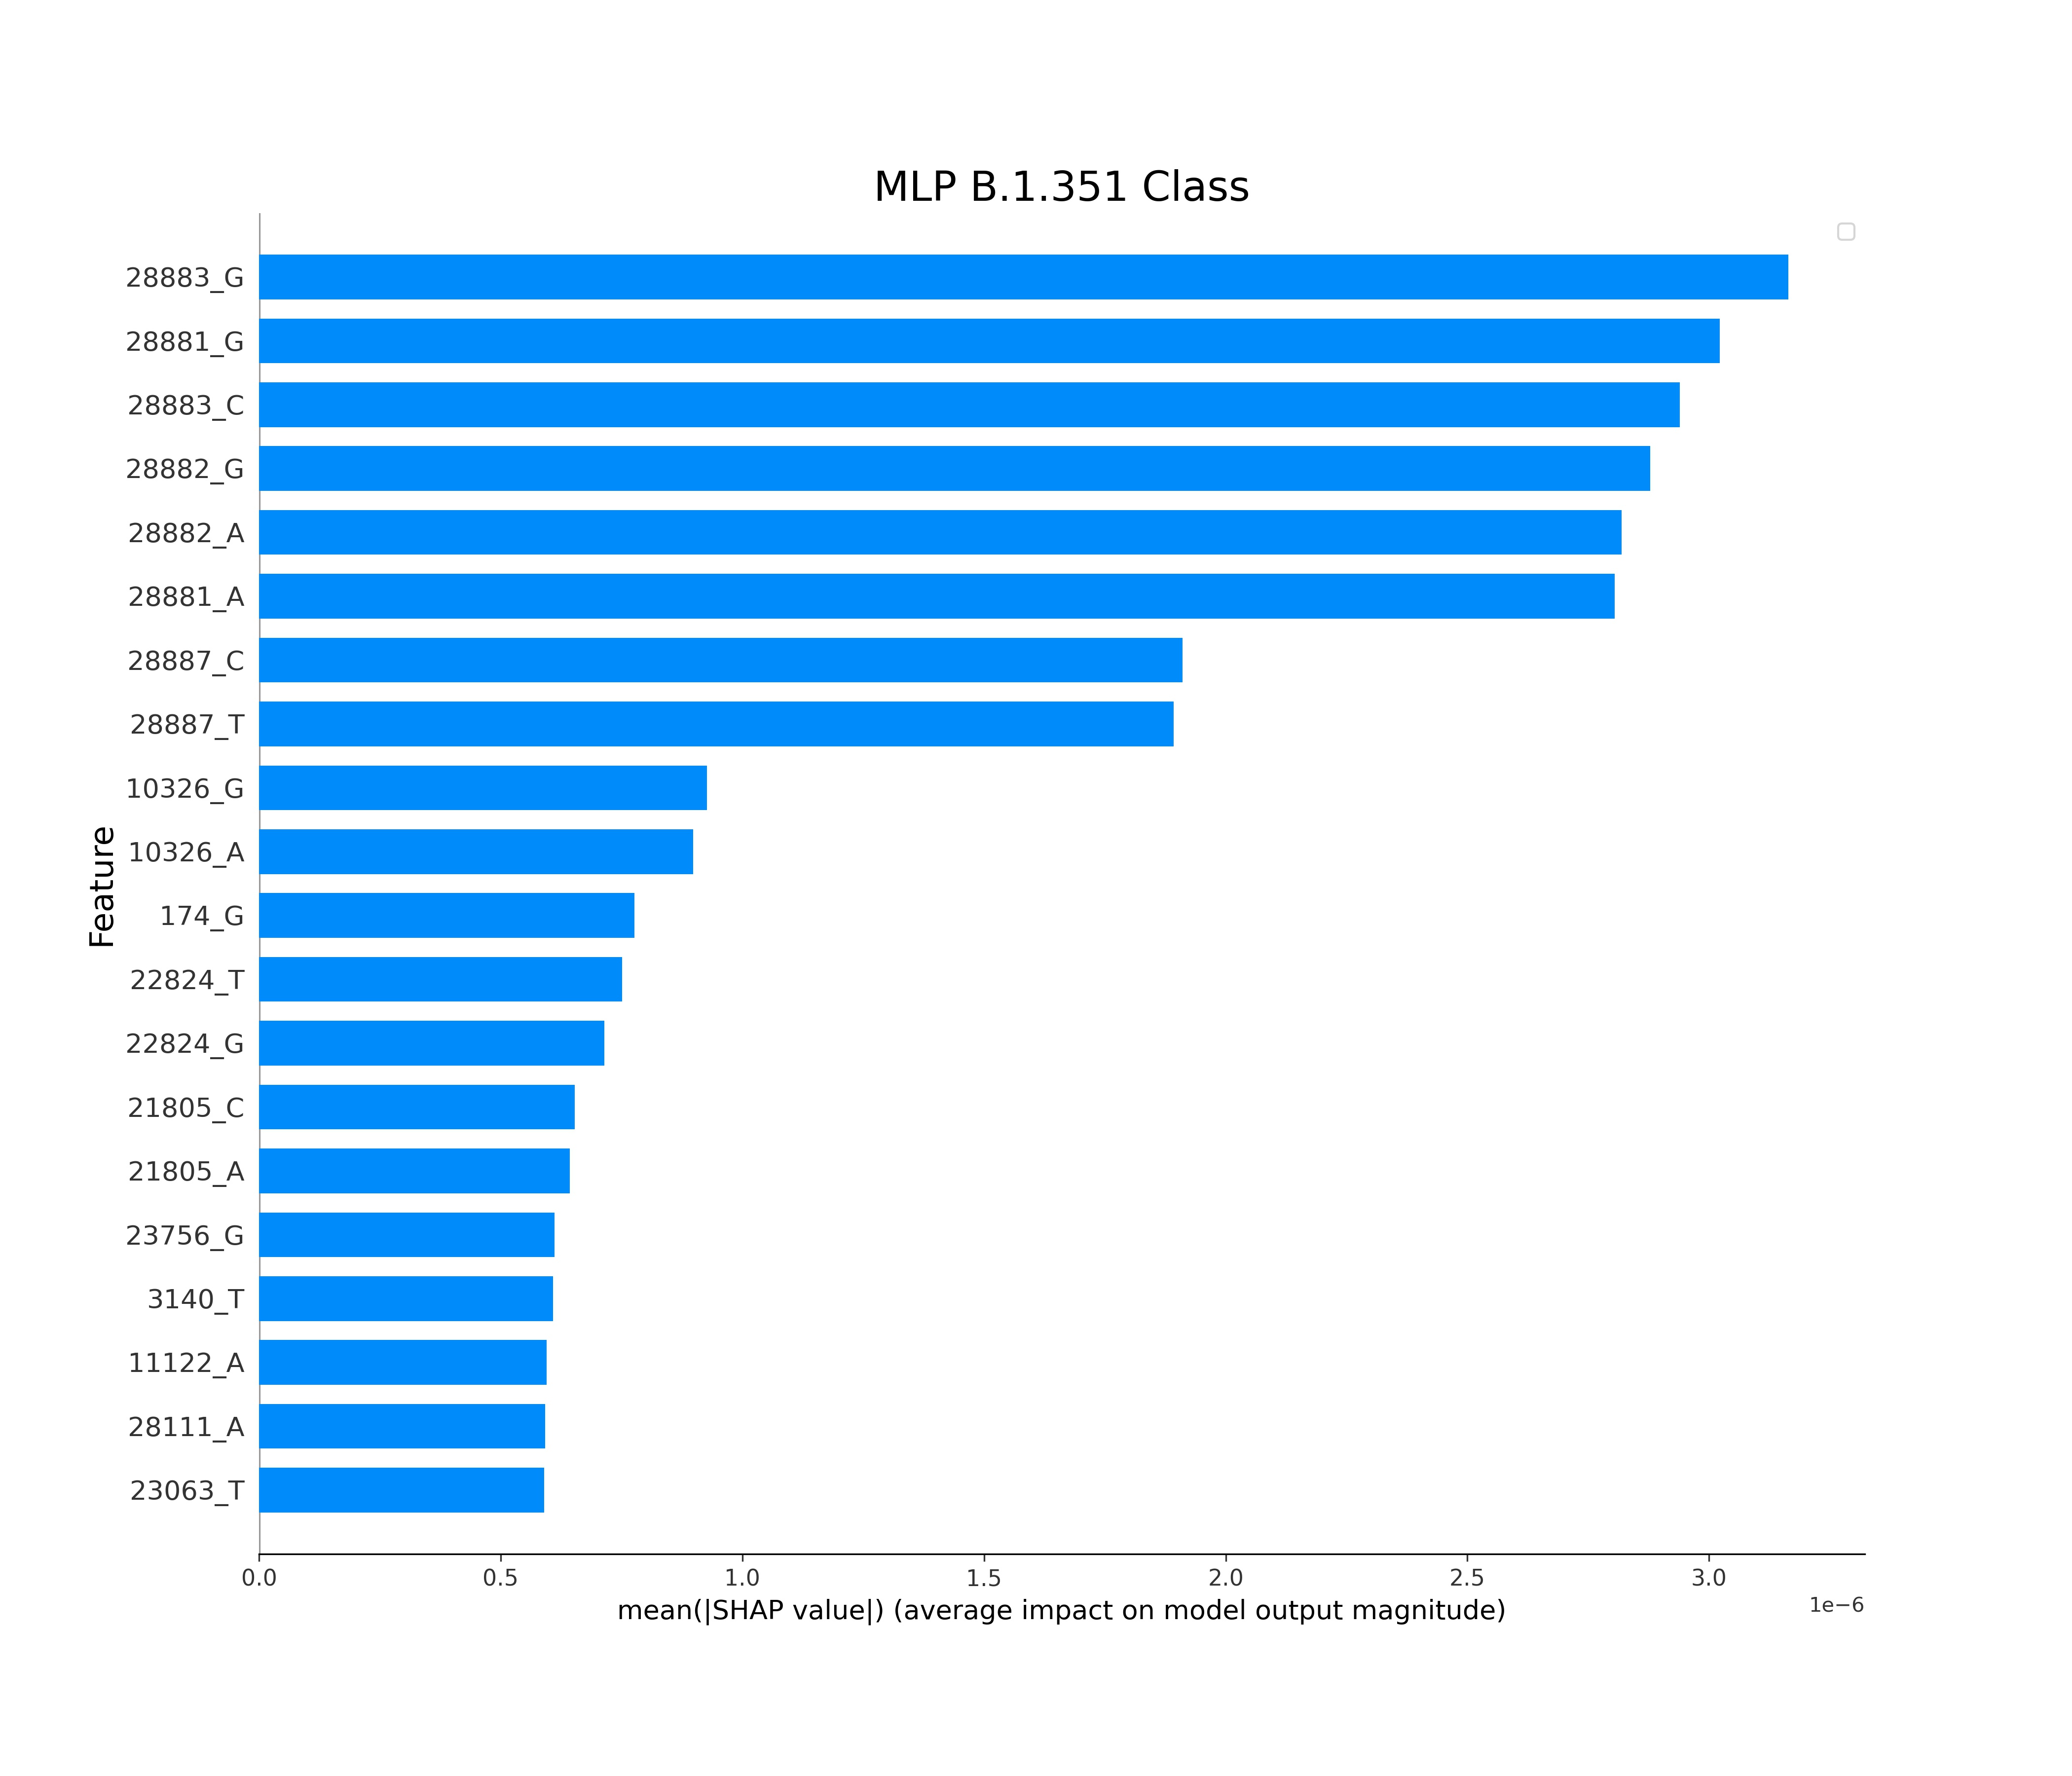 MLP B.1.351 Class
28883_G
28881_G
28883_C
28882_G
28882_A
28881_A
28887_C
28887_T
10326_G
10326_A
174_G
22824_T
22824_G
21805_C
21805_A
23756_G
3140_T
11122_A
28111_A
23063_T
Feature
0.0 0.5 1.0 1.5 2.0 2.5 3.0
1e−6
mean(|SHAP value|) (average impact on model output magnitude)